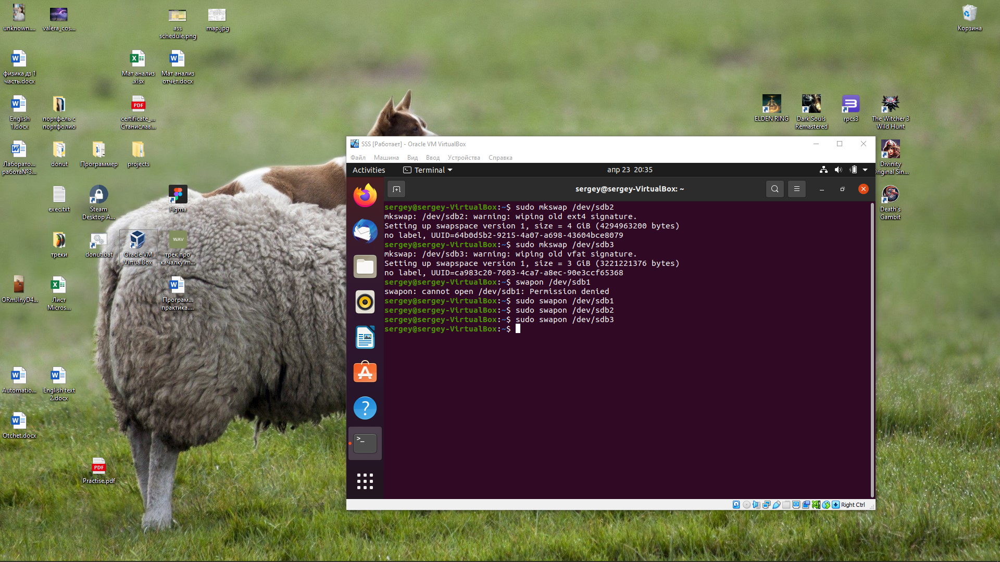 unknown....
valera_cos...
ass
schedule.png
map.jpg
Корзина
физика дз 1
часть.docx
Мат анализ
.xlsx
Мат анализ
отчёт.docx
English
1.docx
портфель с
портфолио
PDF
certificate_...
Станислав...
ELDEN RING
Dark Souls
Remastered
rpcs3
The Witcher 3
Wild Hunt
Лаборато...
работа№3...
donut
Программер
projects
Divinity
Original Sin...
exec.txt
Steam
Desktop A...
Figma
Death's
Gambit
треки
donut.bat
Oracle VM
VirtualBox
WAV
трек про
качалку.m...
ORmJlnyD4...
Лист
Micros...
Програм...
практика....
Automatio...
English text
2.docx
Otchet.docx
PDF
Practise.pdf
SSS [Работает] - Oracle VM VirtualBox
Файл Машина Вид Ввод Устройства Справка
Activities Terminal апр 23 20:35
sergey@sergey-VirtualBox: ~
sergey@sergey-VirtualBox:~$ sudo mkswap /dev/sdb2
mkswap: /dev/sdb2: warning: wiping old ext4 signature.
Setting up swapspace version 1, size = 4 GiB (4294963200 bytes)
no label, UUID=64b0d5b2-9215-4a07-a698-43604bce8079
sergey@sergey-VirtualBox:~$ sudo mkswap /dev/sdb3
mkswap: /dev/sdb3: warning: wiping old vfat signature.
Setting up swapspace version 1, size = 3 GiB (3221221376 bytes)
no label, UUID=ca983c20-7603-4ca7-a8ec-90e3ccf65368
sergey@sergey-VirtualBox:~$ swapon /dev/sdb1
swapon: cannot open /dev/sdb1: Permission denied
sergey@sergey-VirtualBox:~$ sudo swapon /dev/sdb1
sergey@sergey-VirtualBox:~$ sudo swapon /dev/sdb2
sergey@sergey-VirtualBox:~$ sudo swapon /dev/sdb3
sergey@sergey-VirtualBox:~$
Right Ctrl